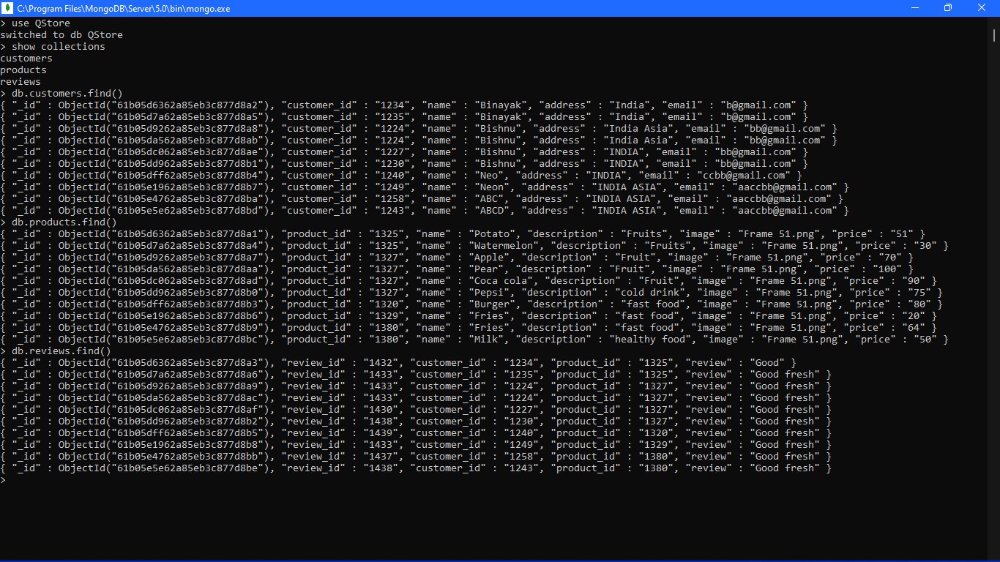 C:\Program Files\MongoDB\Server\5.0\bin\mongo.exe
> use QStore
switched to db QStore
> show collections
customers
products
reviews
> db.customers.find()
{ "_id" : ObjectId("61b05d6362a85eb3c877d8a2"), "customer_id" : "1234", "name" : "Binayak", "address" : "India", "email" : "b@gmail.com" }
{ "_id" : ObjectId("61b05d7a62a85eb3c877d8a5"), "customer_id" : "1235", "name" : "Binayak", "address" : "India", "email" : "b@gmail.com" }
{ "_id" : ObjectId("61b05d9262a85eb3c877d8a8"), "customer_id" : "1224", "name" : "Bishnu", "address" : "India Asia", "email" : "bb@gmail.com" }
{ "_id" : ObjectId("61b05da562a85eb3c877d8ab"), "customer_id" : "1224", "name" : "Bishnu", "address" : "India Asia", "email" : "bb@gmail.com" }
{ "_id" : ObjectId("61b05dc062a85eb3c877d8ae"), "customer_id" : "1227", "name" : "Bishnu", "address" : "INDIA", "email" : "bb@gmail.com" }
{ "_id" : ObjectId("61b05dd962a85eb3c877d8b1"), "customer_id" : "1230", "name" : "Bishnu", "address" : "INDIA", "email" : "bb@gmail.com" }
{ "_id" : ObjectId("61b05dff62a85eb3c877d8b4"), "customer_id" : "1240", "name" : "Neo", "address" : "INDIA", "email" : "ccbb@gmail.com" }
{ "_id" : ObjectId("61b05e1962a85eb3c877d8b7"), "customer_id" : "1249", "name" : "Neon", "address" : "INDIA ASIA", "email" : "aaccbb@gmail.com" }
{ "_id" : ObjectId("61b05e4762a85eb3c877d8ba"), "customer_id" : "1258", "name" : "ABC", "address" : "INDIA ASIA", "email" : "aaccbb@gmail.com" }
{ "_id" : ObjectId("61b05e5e62a85eb3c877d8bd"), "customer_id" : "1243", "name" : "ABCD", "address" : "INDIA ASIA", "email" : "aaccbb@gmail.com" }
> db.products.find()
{ "_id" : ObjectId("61b05d6362a85eb3c877d8a1"), "product_id" : "1325", "name" : "Potato", "description" : "Fruits", "image" : "Frame 51.png", "price" : "51" }
{ "_id" : ObjectId("61b05d7a62a85eb3c877d8a4"), "product_id" : "1325", "name" : "Watermelon", "description" : "Fruits", "image" : "Frame 51.png", "price" : "30" }
{ "_id" : ObjectId("61b05d9262a85eb3c877d8a7"), "product_id" : "1327", "name" : "Apple", "description" : "Fruit", "image" : "Frame 51.png", "price" : "70" }
{ "_id" : ObjectId("61b05da562a85eb3c877d8aa"), "product_id" : "1327", "name" : "Pear", "description" : "Fruit", "image" : "Frame 51.png", "price" : "100" }
{ "_id" : ObjectId("61b05dc062a85eb3c877d8ad"), "product_id" : "1327", "name" : "Coca cola", "description" : "Fruit", "image" : "Frame 51.png", "price" : "90" }
{ "_id" : ObjectId("61b05dd962a85eb3c877d8b0"), "product_id" : "1327", "name" : "Pepsi", "description" : "cold drink", "image" : "Frame 51.png", "price" : "75" }
{ "_id" : ObjectId("61b05dff62a85eb3c877d8b3"), "product_id" : "1320", "name" : "Burger", "description" : "fast food", "image" : "Frame 51.png", "price" : "80" }
{ "_id" : ObjectId("61b05e1962a85eb3c877d8b6"), "product_id" : "1329", "name" : "Fries", "description" : "fast food", "image" : "Frame 51.png", "price" : "20" }
{ "_id" : ObjectId("61b05e4762a85eb3c877d8b9"), "product_id" : "1380", "name" : "Fries", "description" : "fast food", "image" : "Frame 51.png", "price" : "64" }
{ "_id" : ObjectId("61b05e5e62a85eb3c877d8bc"), "product_id" : "1380", "name" : "Milk", "description" : "healthy food", "image" : "Frame 51.png", "price" : "50" }
> db.reviews.find()
{ "_id" : ObjectId("61b05d6362a85eb3c877d8a3"), "review_id" : "1432", "customer_id" : "1234", "product_id" : "1325", "review" : "Good" }
{ "_id" : ObjectId("61b05d7a62a85eb3c877d8a6"), "review_id" : "1433", "customer_id" : "1235", "product_id" : "1325", "review" : "Good fresh" }
{ "_id" : ObjectId("61b05d9262a85eb3c877d8a9"), "review_id" : "1433", "customer_id" : "1224", "product_id" : "1327", "review" : "Good fresh" }
{ "_id" : ObjectId("61b05da562a85eb3c877d8ac"), "review_id" : "1433", "customer_id" : "1224", "product_id" : "1327", "review" : "Good fresh" }
{ "_id" : ObjectId("61b05dc062a85eb3c877d8af"), "review_id" : "1430", "customer_id" : "1227", "product_id" : "1327", "review" : "Good fresh" }
{ "_id" : ObjectId("61b05dd962a85eb3c877d8b2"), "review_id" : "1438", "customer_id" : "1230", "product_id" : "1327", "review" : "Good fresh" }
{ "_id" : ObjectId("61b05dff62a85eb3c877d8b5"), "review_id" : "1439", "customer_id" : "1240", "product_id" : "1320", "review" : "Good fresh" }
{ "_id" : ObjectId("61b05e1962a85eb3c877d8b8"), "review_id" : "1433", "customer_id" : "1249", "product_id" : "1329", "review" : "Good fresh" }
{ "_id" : ObjectId("61b05e4762a85eb3c877d8bb"), "review_id" : "1437", "customer_id" : "1258", "product_id" : "1380", "review" : "Good fresh" }
{ "_id" : ObjectId("61b05e5e62a85eb3c877d8be"), "review_id" : "1438", "customer_id" : "1243", "product_id" : "1380", "review" : "Good fresh" }
>